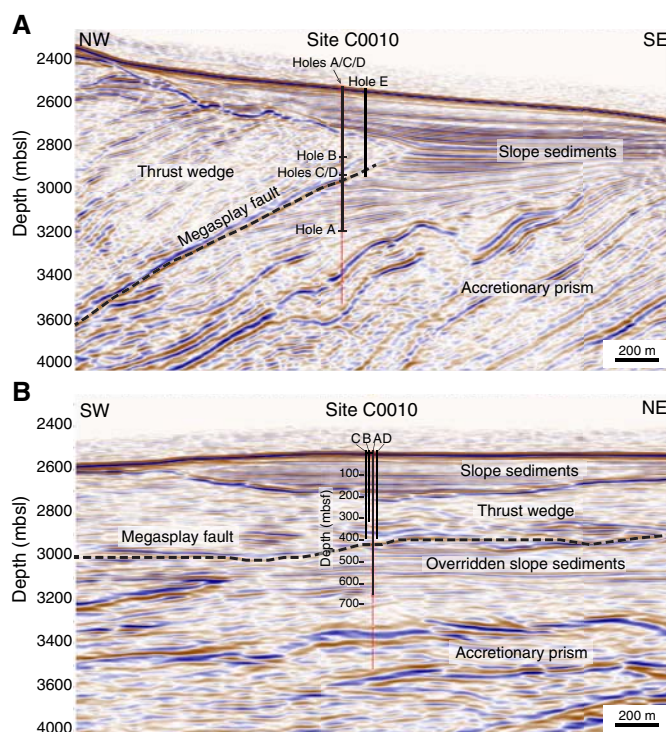 A
NW
Site C0010
SE
Holes A/C/D
Hole E
2400
2600
2800
3000
3200
3400
3600
4000
Depth (mbsl)
Hole B
Holes C/D
Hole A
Thrust wedge
Megasplay fault
Slope sediments
Accretionary prism
200 m
B
SW
Site C0010
NE
C B A D
2400
2600
2800
3000
3200
3400
3600
4000
Depth (mbsl)
100
200
300
400
500
600
700
Depth (mbsf)
Slope sediments
Thrust wedge
Megasplay fault
Overridden slope sediments
Accretionary prism
200 m